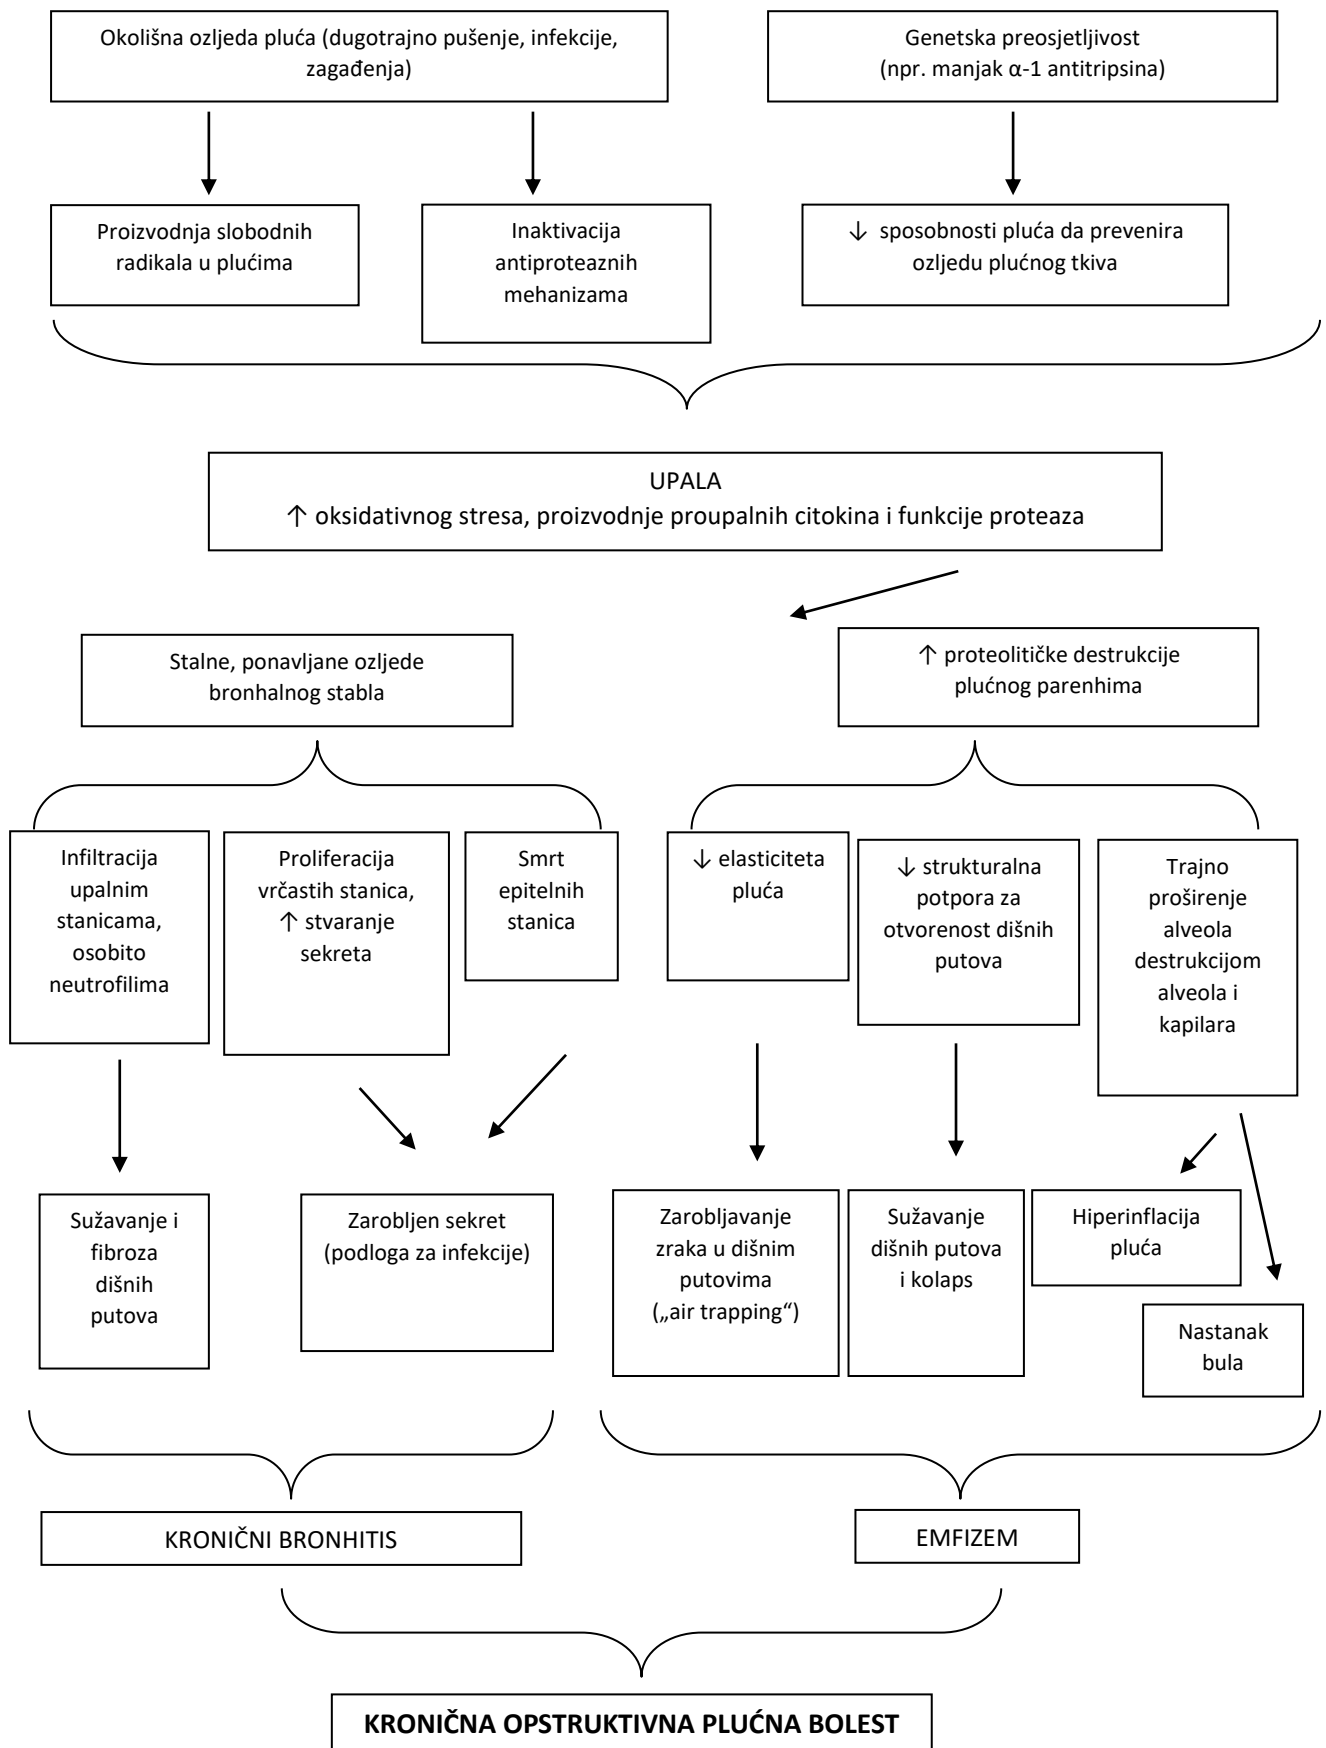 Okolišna ozljeda pluća (dugotrajno pušenje, infekcije,
zagađenja)
Genetska preosjetljivost
(npr. manjak α-1 antitripsina)
Proizvodnja slobodnih
radikala u plućima
Inaktivacija
antiproteaznih
mehanizama
↓ sposobnosti pluća da prevenira
ozljedu plućnog tkiva
UPALA
↑ oksidativnog stresa, proizvodnje proupalnih citokina i funkcije proteaza
Stalne, ponavljane ozljede
bronhalnog stabla
↑ proteolitičke destrukcije
plućnog parenhima
Infiltracija
upalnim
stanicama,
osobito
neutrofilima
Proliferacija
vrčastih stanica,
↑ stvaranje
sekreta
Smrt
epitelnih
stanica
↓ elasticiteta
pluća
↓ strukturalna
potpora za
otvorenost dišnih
putova
Trajno
proširenje
alveola
destrukcijom
alveola i
kapilara
Sužavanje i
fibroza
dišnih
putova
Zarobljen sekret
(podloga za infekcije)
Zarobljavanje
zraka u dišnim
putovima
(„air trapping“)
Sužavanje
dišnih putova
i kolaps
Hiperinflacija
pluća
Nastanak
bula
KRONIČNI BRONHITIS
EMFIZEM
KRONIČNA OPSTRUKTIVNA PLUĆNA BOLEST